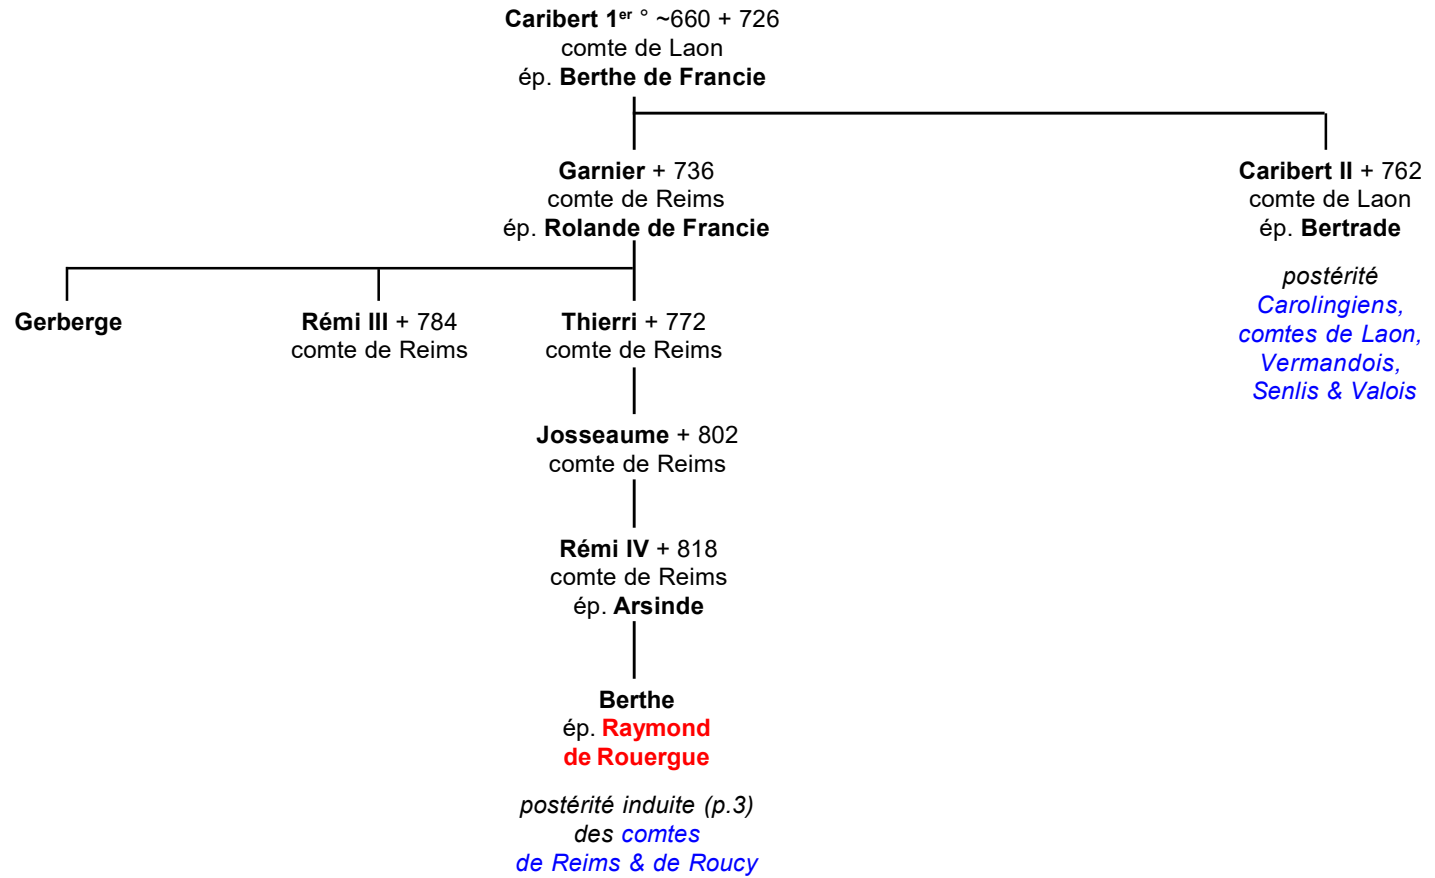 Caribert 1er ° ~660 + 726
comte de Laon
ép. Berthe de Francie
Garnier + 736
comte de Reims
ép. Rolande de Francie
Caribert II + 762
comte de Laon
ép. Bertrade
postérité
Carolingiens,
comtes de Laon,
Vermandois,
Senlis & Valois
Gerberge
Rémi III + 784
comte de Reims
Thierri + 772
comte de Reims
Josseaume + 802
comte de Reims
Rémi IV + 818
comte de Reims
ép. Arsinde
Berthe
ép. Raymond
de Rouergue
postérité induite (p.3)
des comtes
de Reims & de Roucy